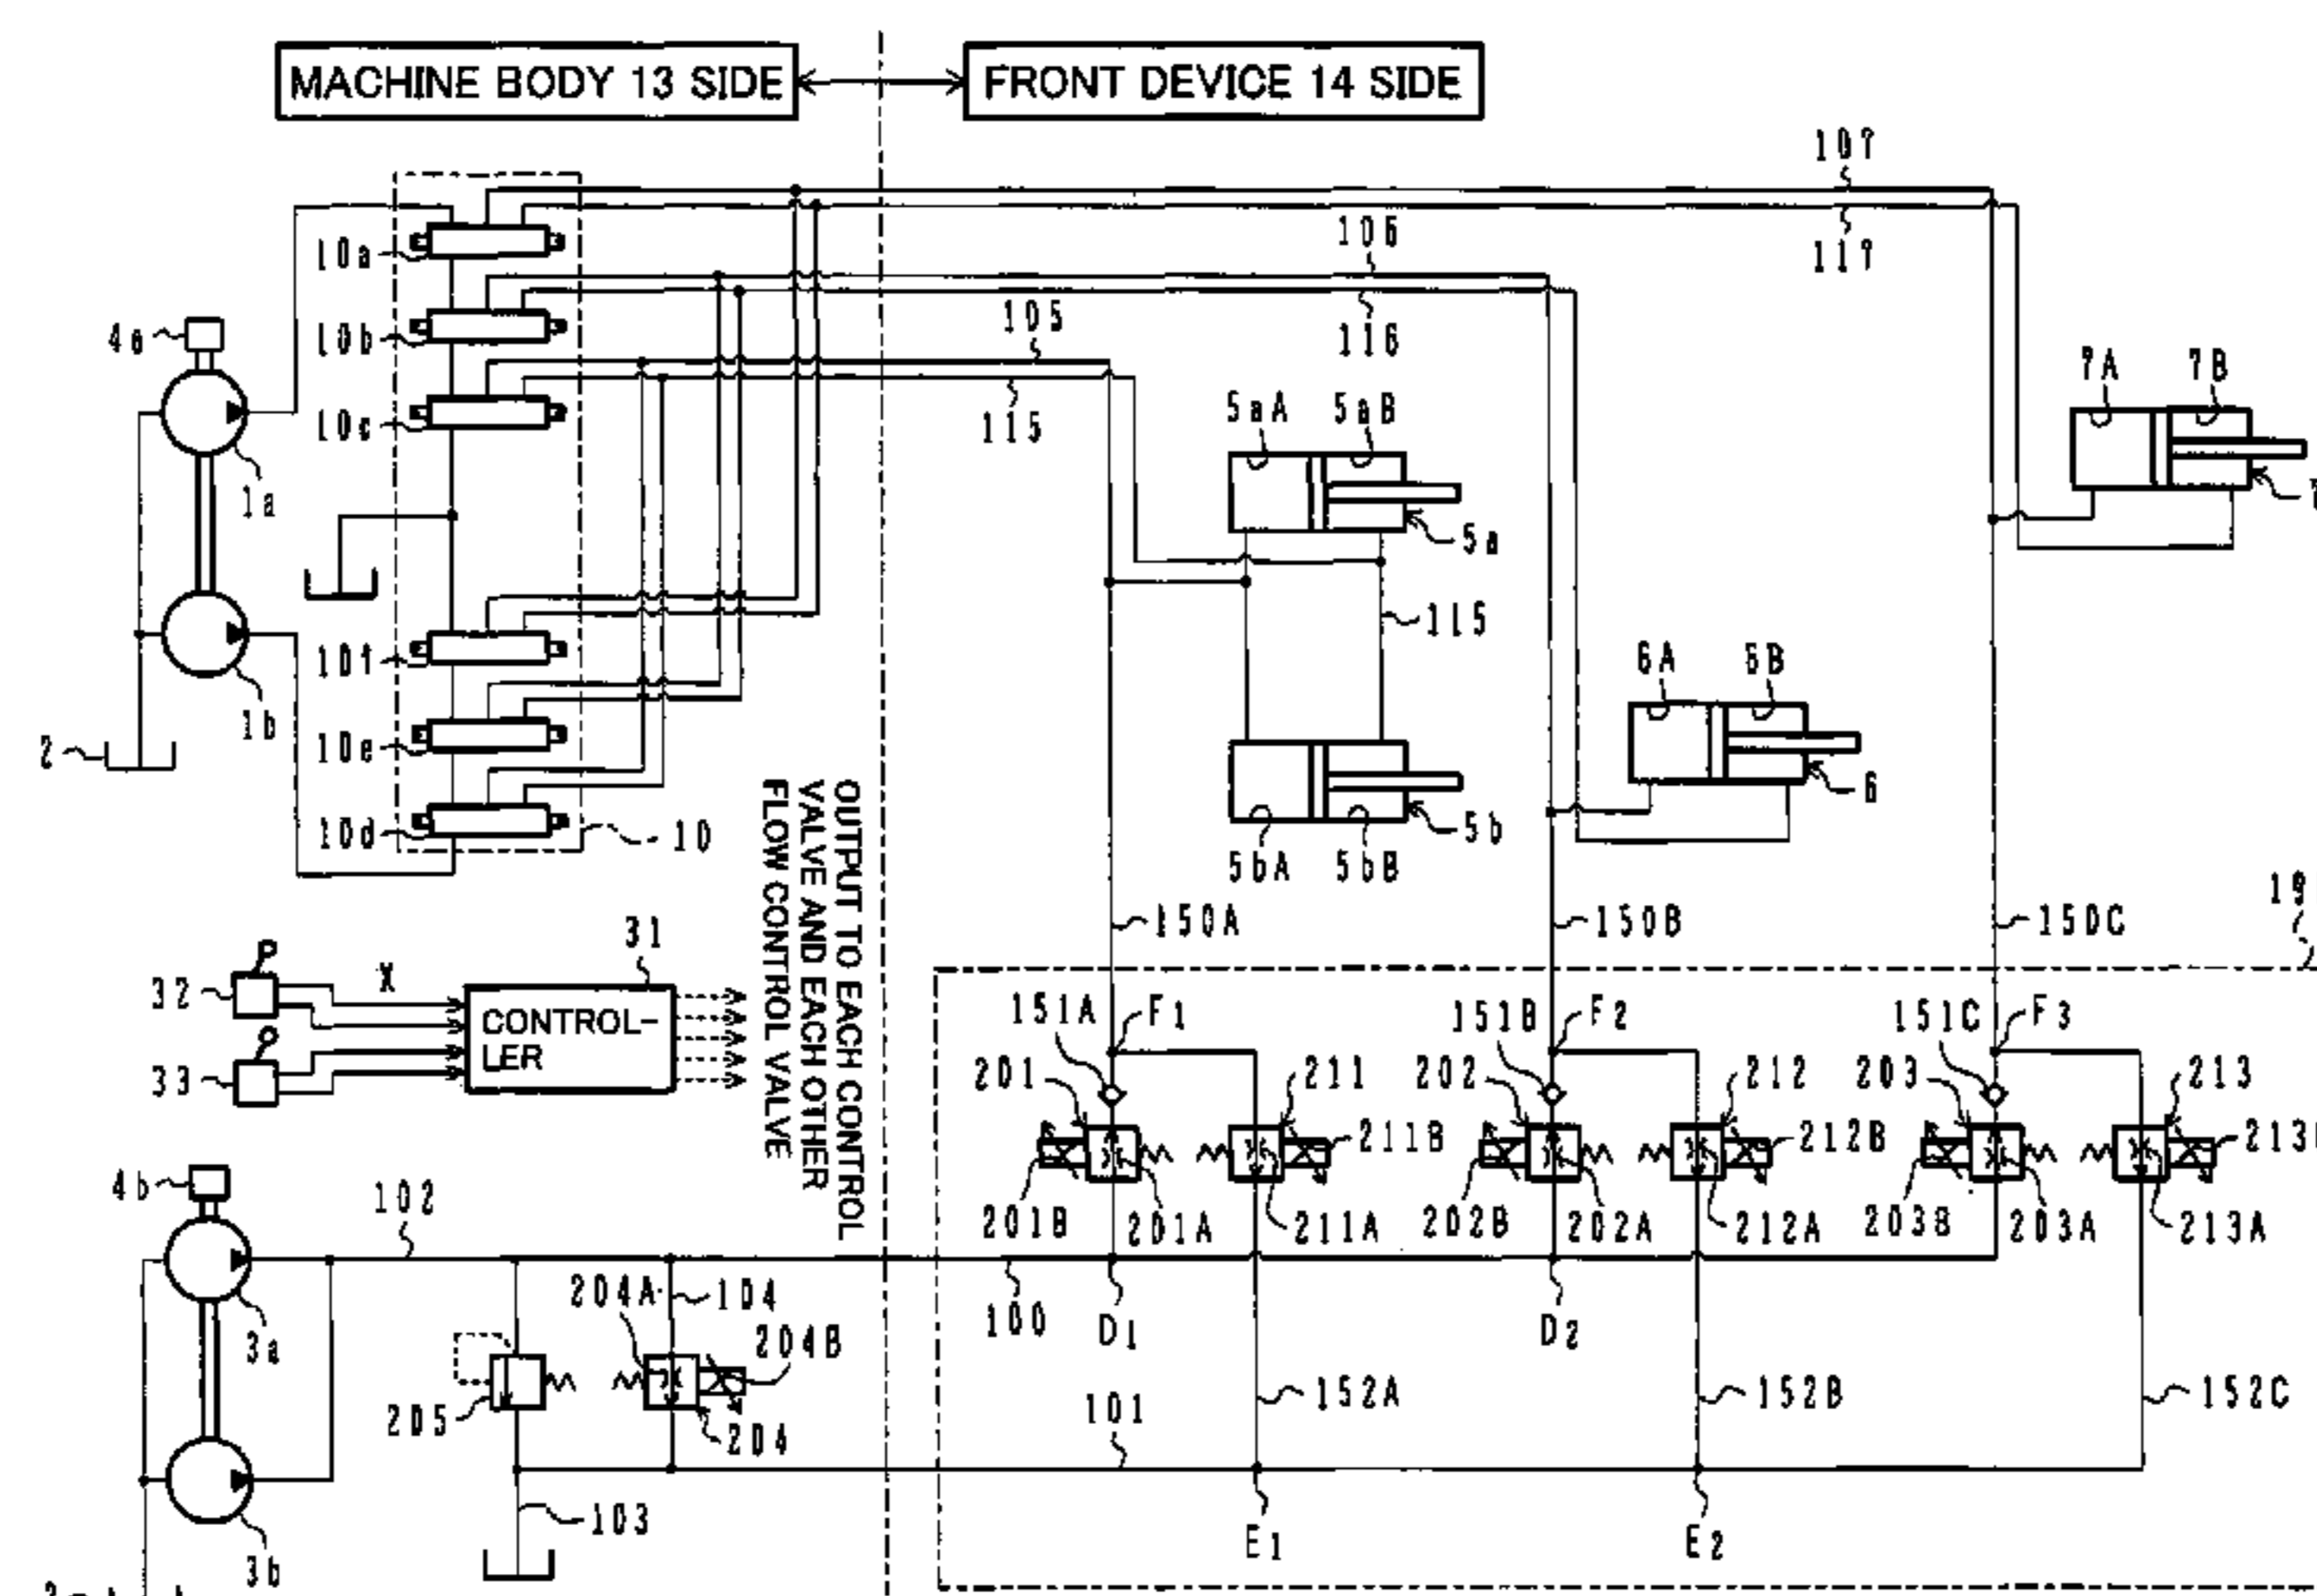 MACHINE BODY 13 SIDE
FRONT DEVICE 14 SIDE
107
117
106
116
105
115
10a
10b
10c
4a
1a
1b
2
10f
10e
10d
10
5aA 5aB
5a
115
5bA 5bB
5b
7A 7B
6A 6B
6
OUTPUT TO EACH CONTROL
VALVE AND EACH OTHER
FLOW CONTROL VALVE
31
32
X
33
CONTROL-
LER
150A
150B
150C
151A F1
151B F2
151C F3
201
211
202
212
203
213
211B
212B
201B 201A 211A
202B 202A 212A
203B 203A 213A
4b
102
3a
3b
204A
104
204B
205
204
103
100
D1
D2
101
152A
152B
152C
E1
E2